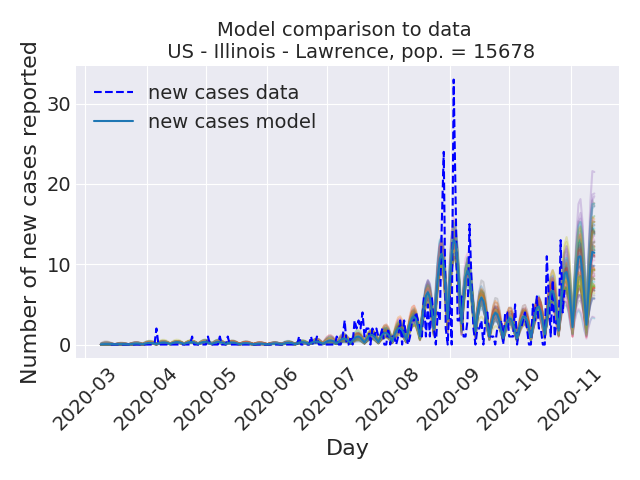 Model comparison to data
US - Illinois - Lawrence, pop. = 15678
Number of new cases reported
30
20
10
0
new cases data
new cases model
2020-03
2020-04
2020-05
2020-06
2020-07
2020-08
2020-09
2020-10
2020-11
Day